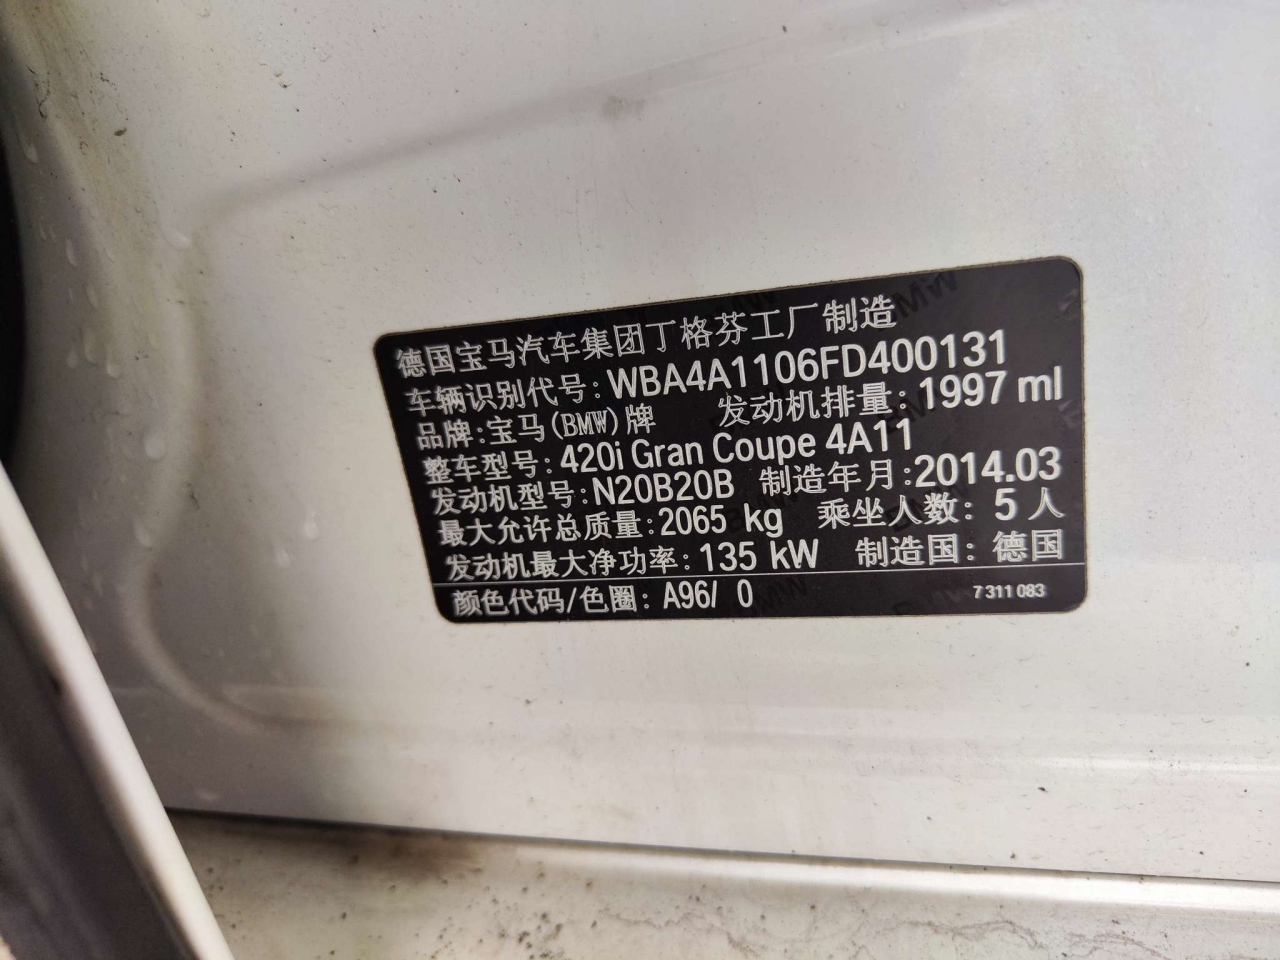 德国宝马汽车集团丁格芬工厂制造
车辆识别代号: WBA4A1106FD400131
品牌:宝马(BMW)牌 发动机排量: 1997 ml
整车型号: 420i Gran Coupe 4A11
发动机型号: N20B20B 制造年月:2014.03
最大允许总质量: 2065 kg 乘坐人数: 5 人
发动机最大净功率: 135 kW 制造国: 德国
颜色代码/色圈: A96/ 0 7 311 083